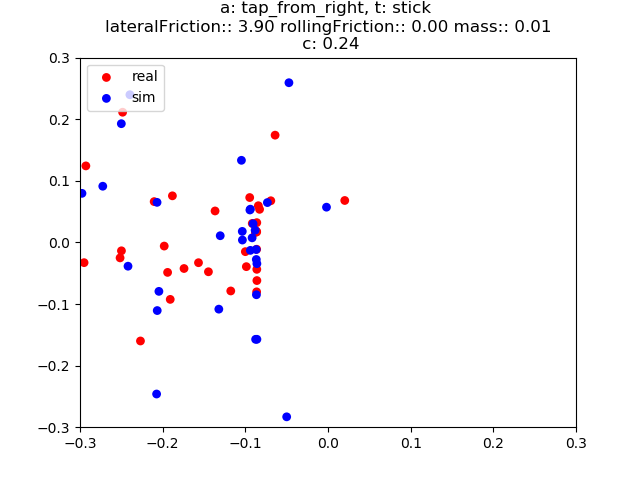 a: tap_from_right, t: stick
lateralFriction:: 3.90 rollingFriction:: 0.00 mass:: 0.01
c: 0.24
real
sim
0.3
0.2
0.1
0.0
−0.1
−0.2
−0.3
−0.3
−0.2
−0.1
0.0
0.1
0.2
0.3